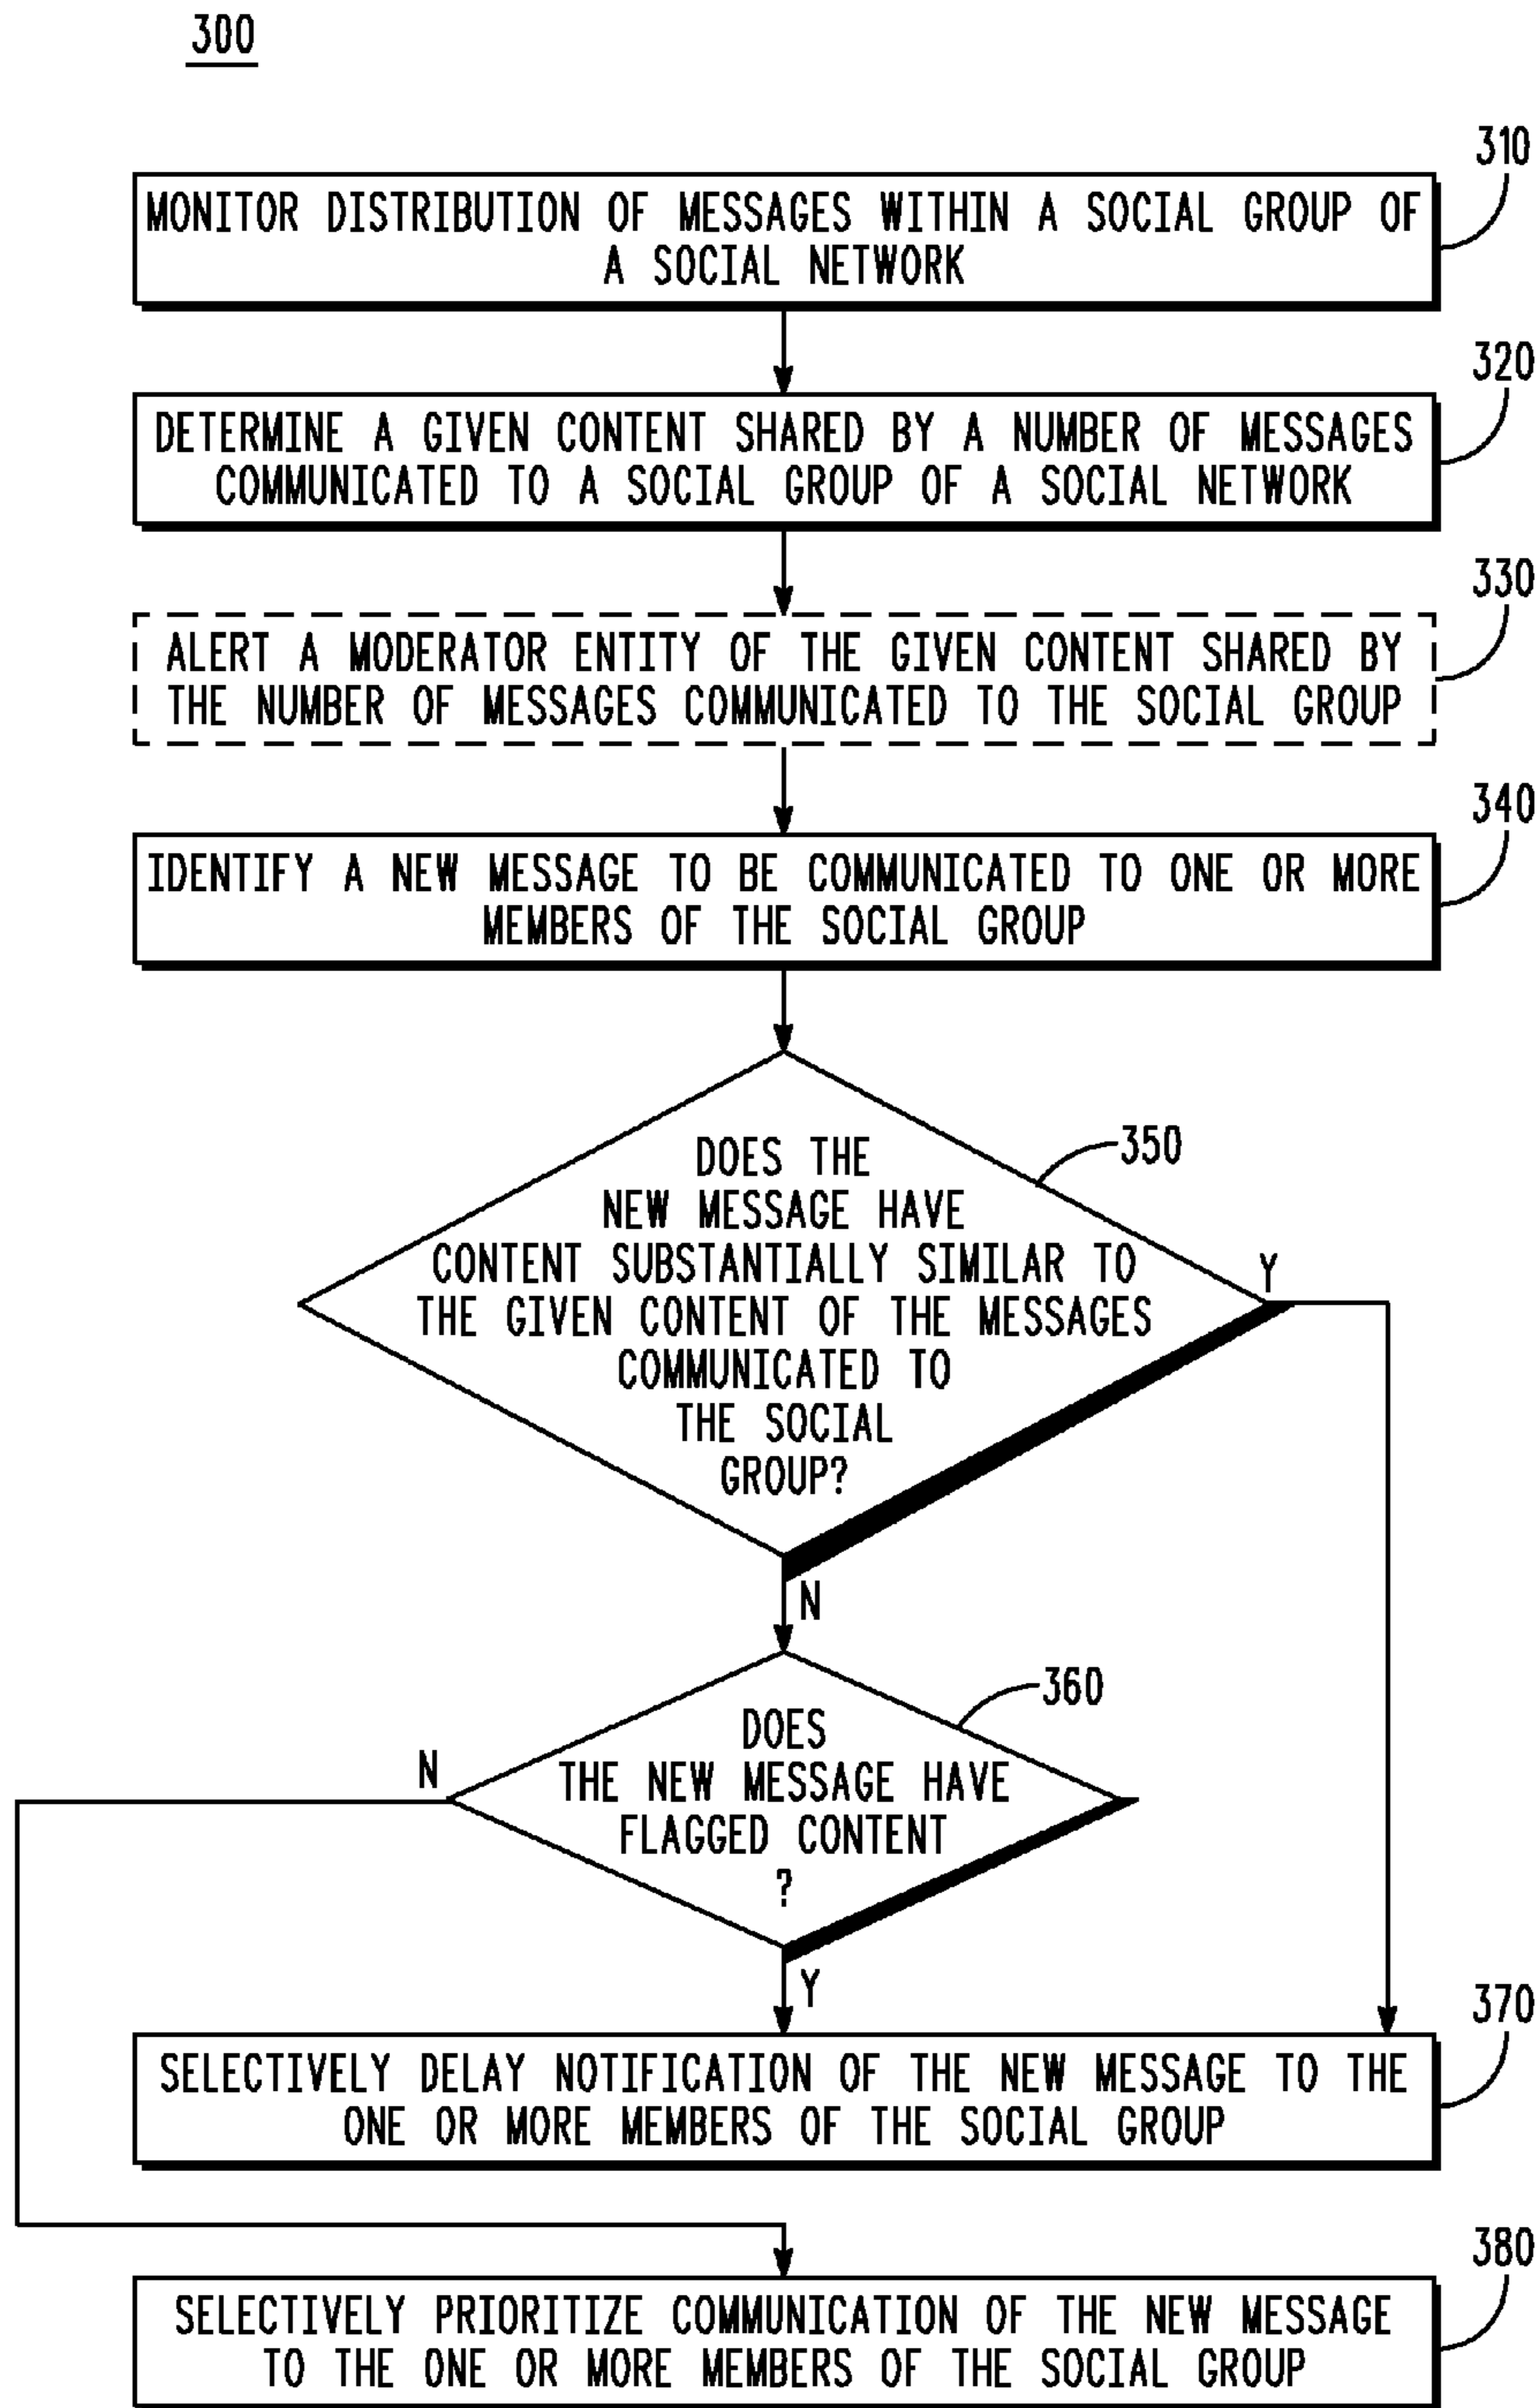 300
310
MONITOR DISTRIBUTION OF MESSAGES WITHIN A SOCIAL GROUP OF
A SOCIAL NETWORK
320
DETERMINE A GIVEN CONTENT SHARED BY A NUMBER OF MESSAGES
COMMUNICATED TO A SOCIAL GROUP OF A SOCIAL NETWORK
330
ALERT A MODERATOR ENTITY OF THE GIVEN CONTENT SHARED BY
THE NUMBER OF MESSAGES COMMUNICATED TO THE SOCIAL GROUP
340
IDENTIFY A NEW MESSAGE TO BE COMMUNICATED TO ONE OR MORE
MEMBERS OF THE SOCIAL GROUP
350
DOES THE
NEW MESSAGE HAVE
CONTENT SUBSTANTIALLY SIMILAR TO
THE GIVEN CONTENT OF THE MESSAGES
COMMUNICATED TO
THE SOCIAL
GROUP?
Y
N
360
DOES
THE NEW MESSAGE HAVE
FLAGGED CONTENT
?
N
Y
370
SELECTIVELY DELAY NOTIFICATION OF THE NEW MESSAGE TO THE
ONE OR MORE MEMBERS OF THE SOCIAL GROUP
380
SELECTIVELY PRIORITIZE COMMUNICATION OF THE NEW MESSAGE
TO THE ONE OR MORE MEMBERS OF THE SOCIAL GROUP